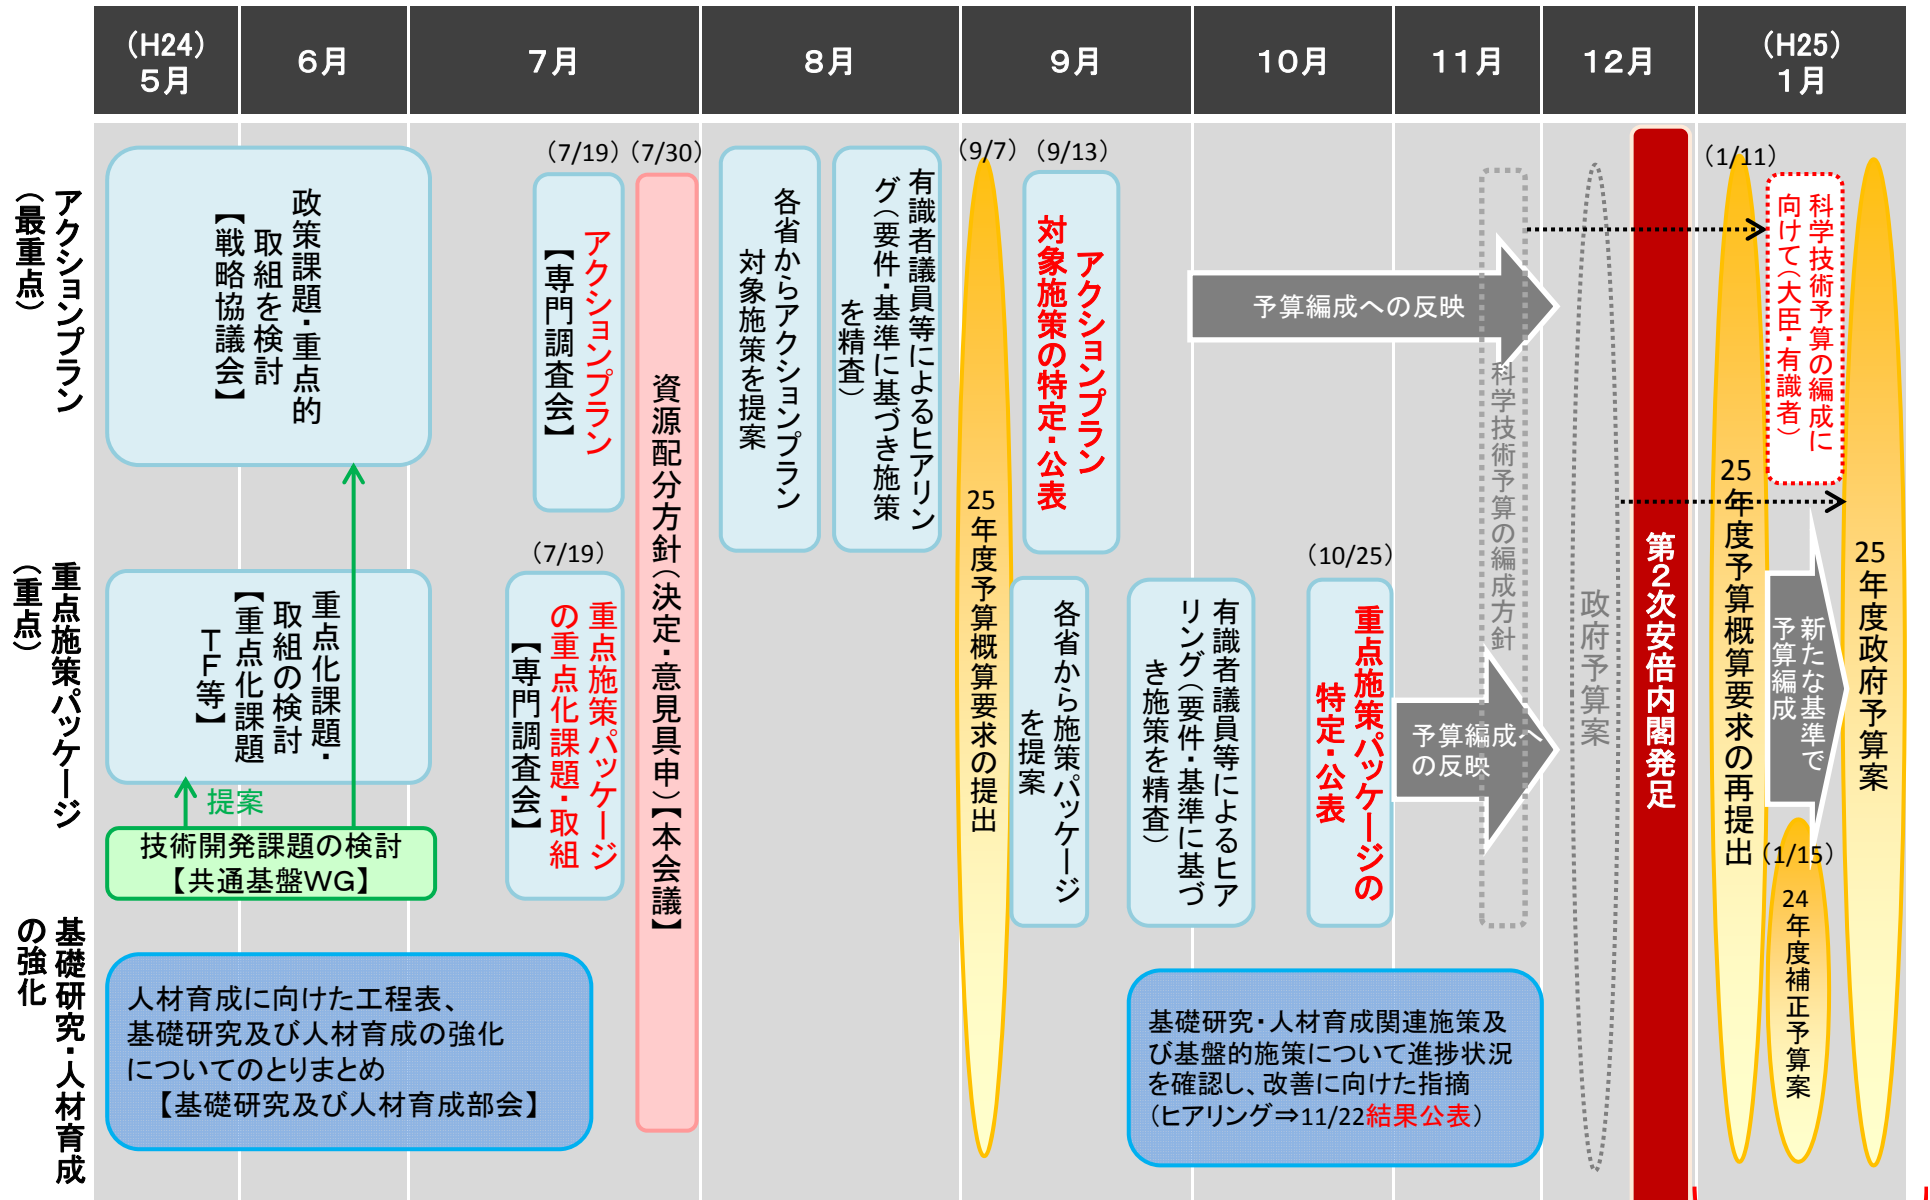 （H24）
5月
6月
7月
8月
9月
10月
11月
12月
（H25）
1月
アクションプラン
（最重点）
政策課題・重点的
取組を検討
【戦略協議会】
（7/19）
アクションプラン
【専門調査会】
（7/30）
資源配分方針（決定・意見具申）【本会議】
各省からアクションプラン
対象施策を提案
有識者議員等によるヒアリン
グ（要件・基準に基づき施策
を精査）
（9/7）
25年度予算概算要求の提出
（9/13）
アクションプラン
対象施策の特定・公表
予算編成への反映
科学技術予算の編成方針
政府予算案
第2次安倍内閣発足
（1/11）
25年度予算概算要求の再提出
科学技術予算の編成に
向けて（大臣・有識者）
25年度政府予算案
重点施策パッケージ
（重点）
重点化課題・
取組の検討
【重点化課題
TF等】
提案
技術開発課題の検討
【共通基盤WG】
（7/19）
重点施策パッケージ
の重点化課題・取組
【専門調査会】
各省から施策パッケージ
を提案
有識者議員等によるヒア
リング（要件・基準に基づ
き施策を精査）
（10/25）
重点施策パッケージの
特定・公表
予算編成へ
の反映
新たな基準で
予算編成
（1/15）
24年度補正予算案
基礎研究・人材育成
の強化
人材育成に向けた工程表、
基礎研究及び人材育成の強化
についてのとりまとめ
【基礎研究及び人材育成部会】
基礎研究・人材育成関連施策及
び基盤的施策について進捗状況
を確認し、改善に向けた指摘
（ヒアリング⇒11/22結果公表）